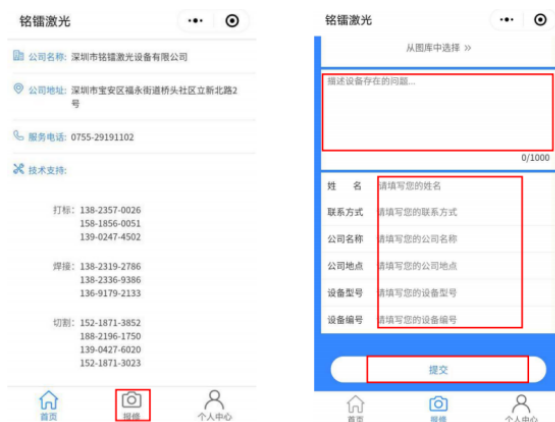 铭镭激光
公司名称: 深圳市铭镭激光设备有限公司
公司地址: 深圳市宝安区福永街道桥头社区立新北路2
号
服务电话: 0755-29191102
技术支持:
打标: 138-2357-0026
158-1856-0051
139-0247-4502
焊接: 138-2319-2786
138-2336-9386
136-9179-2133
切割: 152-1871-3852
188-2196-1750
139-0427-6020
152-1871-3023
首页
报修
个人中心
铭镭激光
从图库中选择 »
描述设备存在的问题...
0/1000
姓 名 请填写您的姓名
联系方式 请填写您的联系方式
公司名称 请填写您的公司名称
公司地点 请填写您的公司地点
设备型号 请填写您的设备型号
设备编号 请填写您的设备编号
提交
首页
报修
个人中心